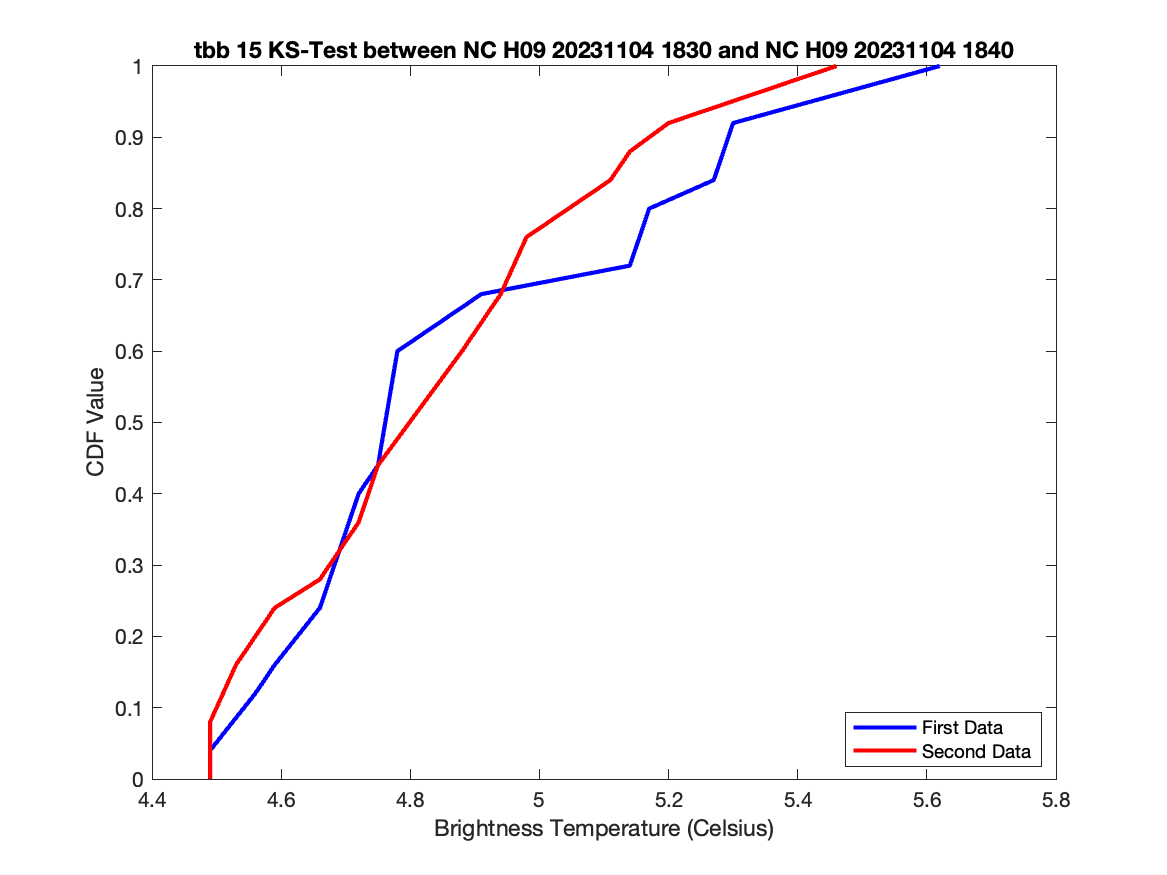 tbb 15 KS-Test between NC H09 20231104 1830 and NC H09 20231104 1840
1
0.9
0.8
0.7
0.6
0.5
0.4
0.3
0.2
0.1
0
CDF Value
First Data
Second Data
4.4 4.6 4.8 5 5.2 5.4 5.6 5.8
Brightness Temperature (Celsius)